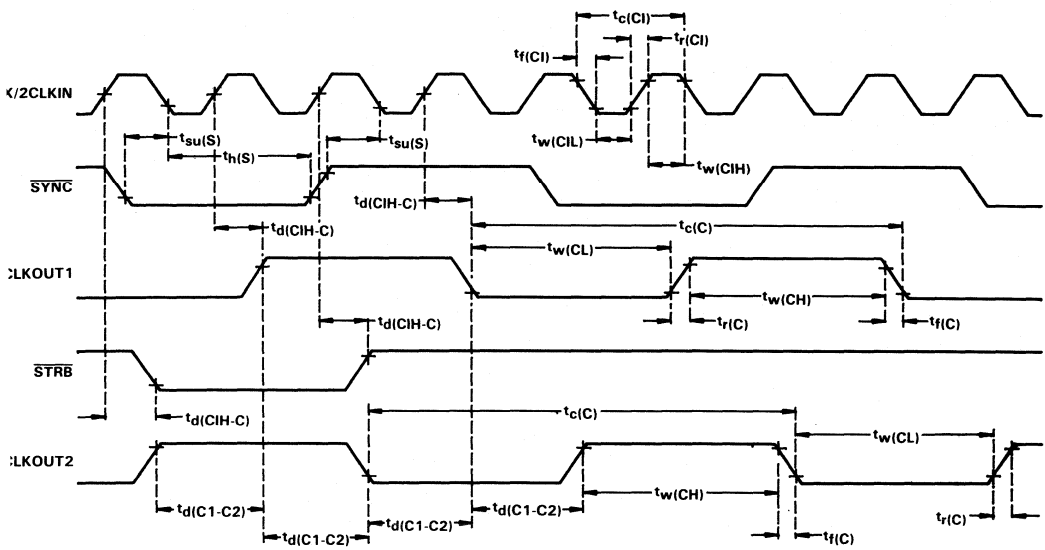 tc(CI)
tr(CI)
tf(CI)
X/2CLKIN
tsu(S)
tsu(S)
tw(CIL)
th(S)
tw(CIH)
SYNC
td(CIH-C)
tc(C)
td(CIH-C)
tw(CL)
CLKOUT1
tw(CH)
td(CIH-C)
tr(C)
tf(C)
STRB
td(CIH-C)
tc(C)
tw(CL)
CLKOUT2
tw(CH)
td(C1-C2)
td(C1-C2)
td(C1-C2)
tr(C)
td(C1-C2)
tf(C)